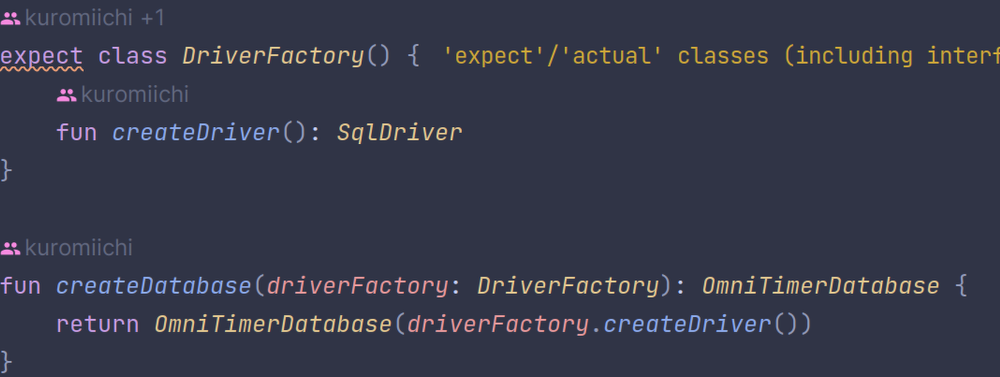 kuromiichi +1
expect class DriverFactory() { 'expect'/'actual' classes (including interf
kuromiichi
fun createDriver(): SqlDriver
}
kuromiichi
fun createDatabase(driverFactory: DriverFactory): OmniTimerDatabase {
return OmniTimerDatabase(driverFactory.createDriver())
}